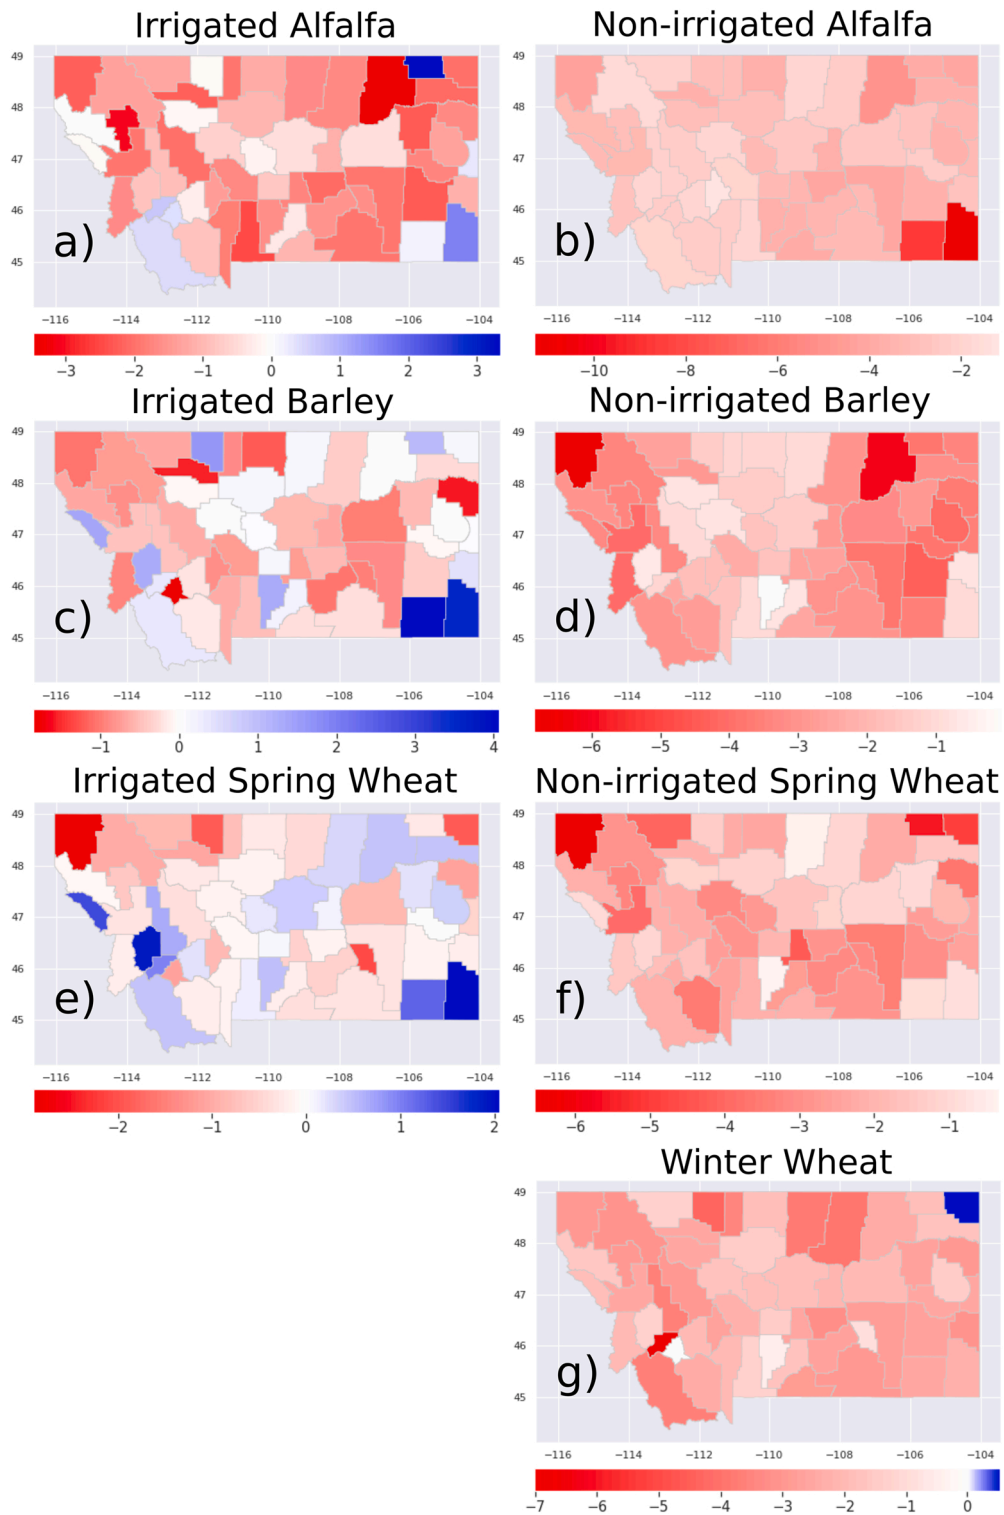 Irrigated Alfalfa
49
48
47
46
45
a)
−116 −114 −112 −110 −108 −106 −104
−3 −2 −1 0 1 2 3
Non-irrigated Alfalfa
49
48
47
46
45
b)
−116 −114 −112 −110 −108 −106 −104
−10 −8 −6 −4 −2
Irrigated Barley
49
48
47
46
45
c)
−116 −114 −112 −110 −108 −106 −104
−1 0 1 2 3 4
Non-irrigated Barley
49
48
47
46
45
d)
−116 −114 −112 −110 −108 −106 −104
−6 −5 −4 −3 −2 −1
Irrigated Spring Wheat
49
48
47
46
45
e)
−116 −114 −112 −110 −108 −106 −104
−2 −1 0 1 2
Non-irrigated Spring Wheat
49
48
47
46
45
f)
−116 −114 −112 −110 −108 −106 −104
−6 −5 −4 −3 −2 −1
Winter Wheat
49
48
47
46
45
g)
−116 −114 −112 −110 −108 −106 −104
−7 −6 −5 −4 −3 −2 −1 0